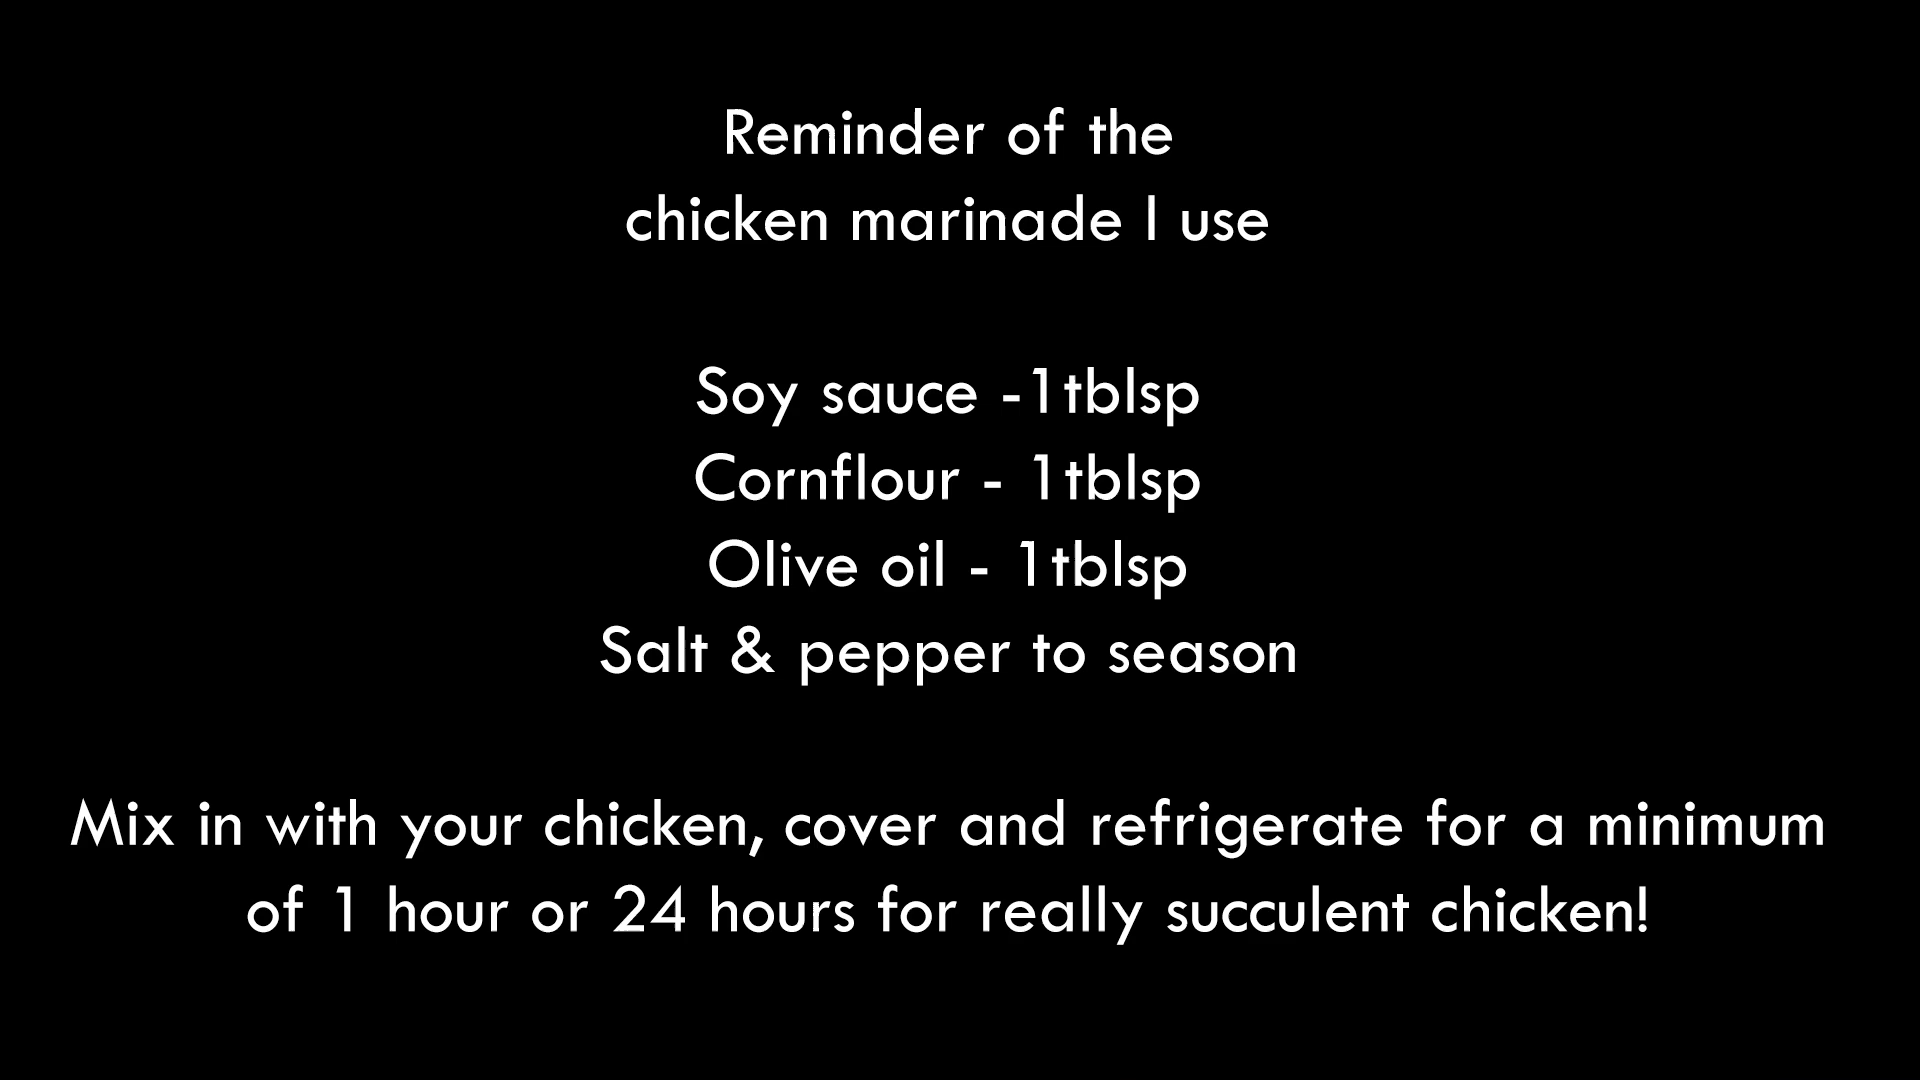 Reminder of the
chicken marinade I use
Soy sauce -1tblsp
Cornflour - 1tblsp
Olive oil - 1tblsp
Salt & pepper to season
Mix in with your chicken, cover and refrigerate for a minimum
of 1 hour or 24 hours for really succulent chicken!